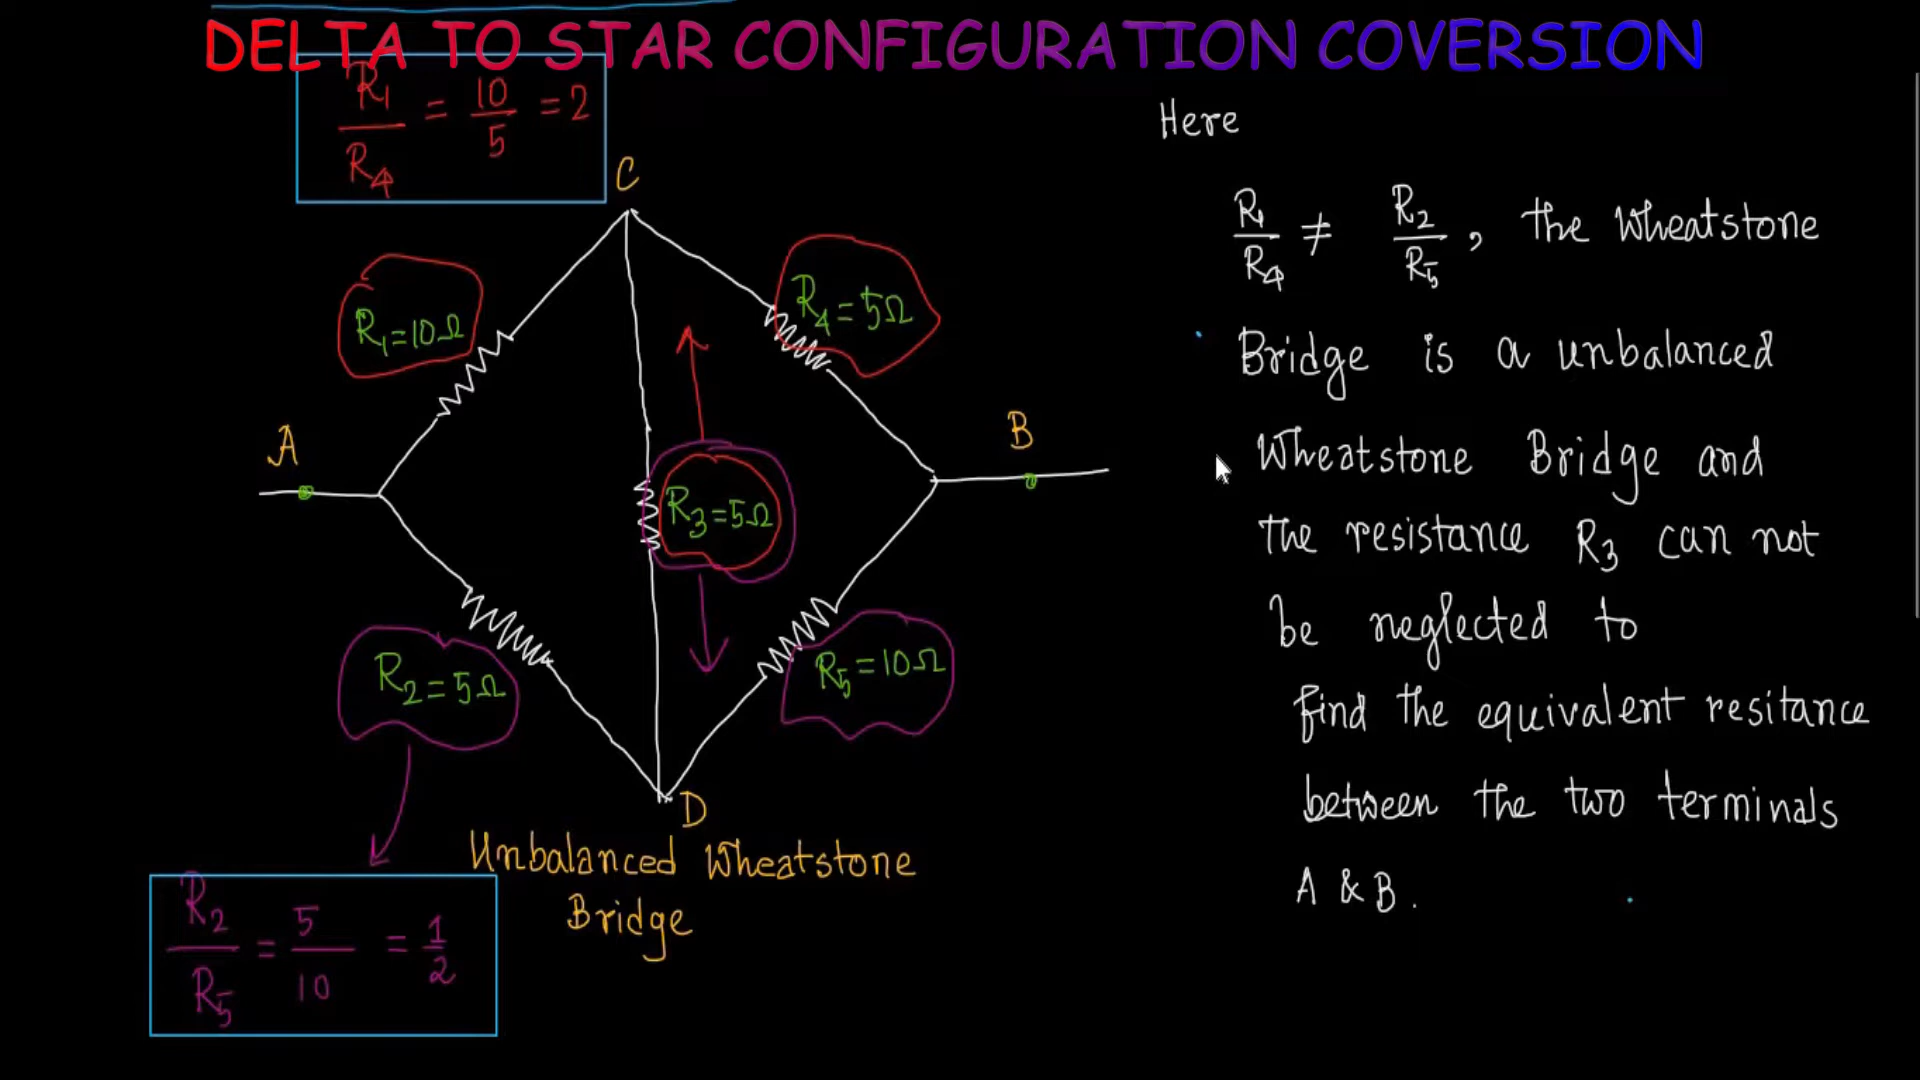 DELTA TO STAR CONFIGURATION COVERSION
R1/R4 = 10/5 = 2
Here
C
R1/R4 ≠ R2/R5, the Wheatstone
R1=10Ω
R4=5Ω
Bridge is a unbalanced
A
B
Wheatstone Bridge and
R3=5Ω
the resistance R3 can not
be neglected to
R2=5Ω
R5=10Ω
find the equivalent resitance
D
between the two terminals
Unbalanced Wheatstone
Bridge
A & B.
R2/R5 = 5/10 = 1/2